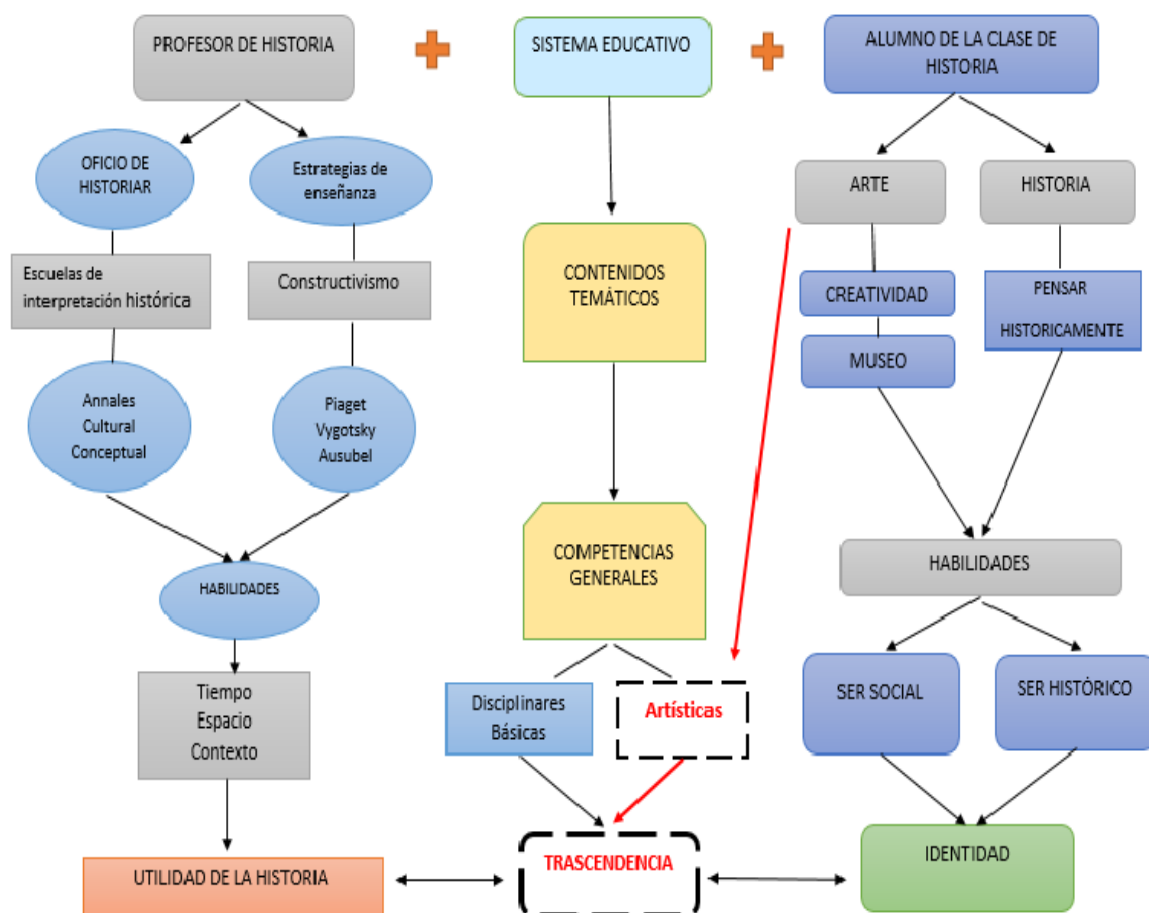 PROFESOR DE HISTORIA
SISTEMA EDUCATIVO
ALUMNO DE LA CLASE DE
HISTORIA
OFICIO DE
HISTORIAR
Estrategias de
enseñanza
ARTE
HISTORIA
Escuelas de
interpretación histórica
Constructivismo
CONTENIDOS
TEMÁTICOS
CREATIVIDAD
MUSEO
PENSAR
HISTORICAMENTE
Annales
Cultural
Conceptual
Piaget
Vygotsky
Ausubel
COMPETENCIAS
GENERALES
HABILIDADES
HABILIDADES
Tiempo
Espacio
Contexto
Disciplinares
Básicas
Artísticas
SER SOCIAL
SER HISTÓRICO
UTILIDAD DE LA HISTORIA
TRASCENDENCIA
IDENTIDAD